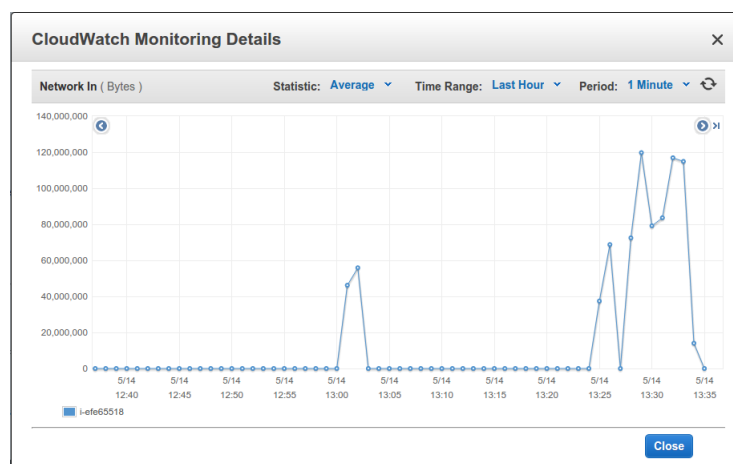 CloudWatch Monitoring Details
Network In ( Bytes ) Statistic: Average Time Range: Last Hour Period: 1 Minute
140,000,000
120,000,000
100,000,000
80,000,000
60,000,000
40,000,000
20,000,000
0
5/14 5/14 5/14 5/14 5/14 5/14 5/14 5/14 5/14 5/14 5/14 5/14
12:40 12:45 12:50 12:55 13:00 13:05 13:10 13:15 13:20 13:25 13:30 13:35
i-efe65518
Close